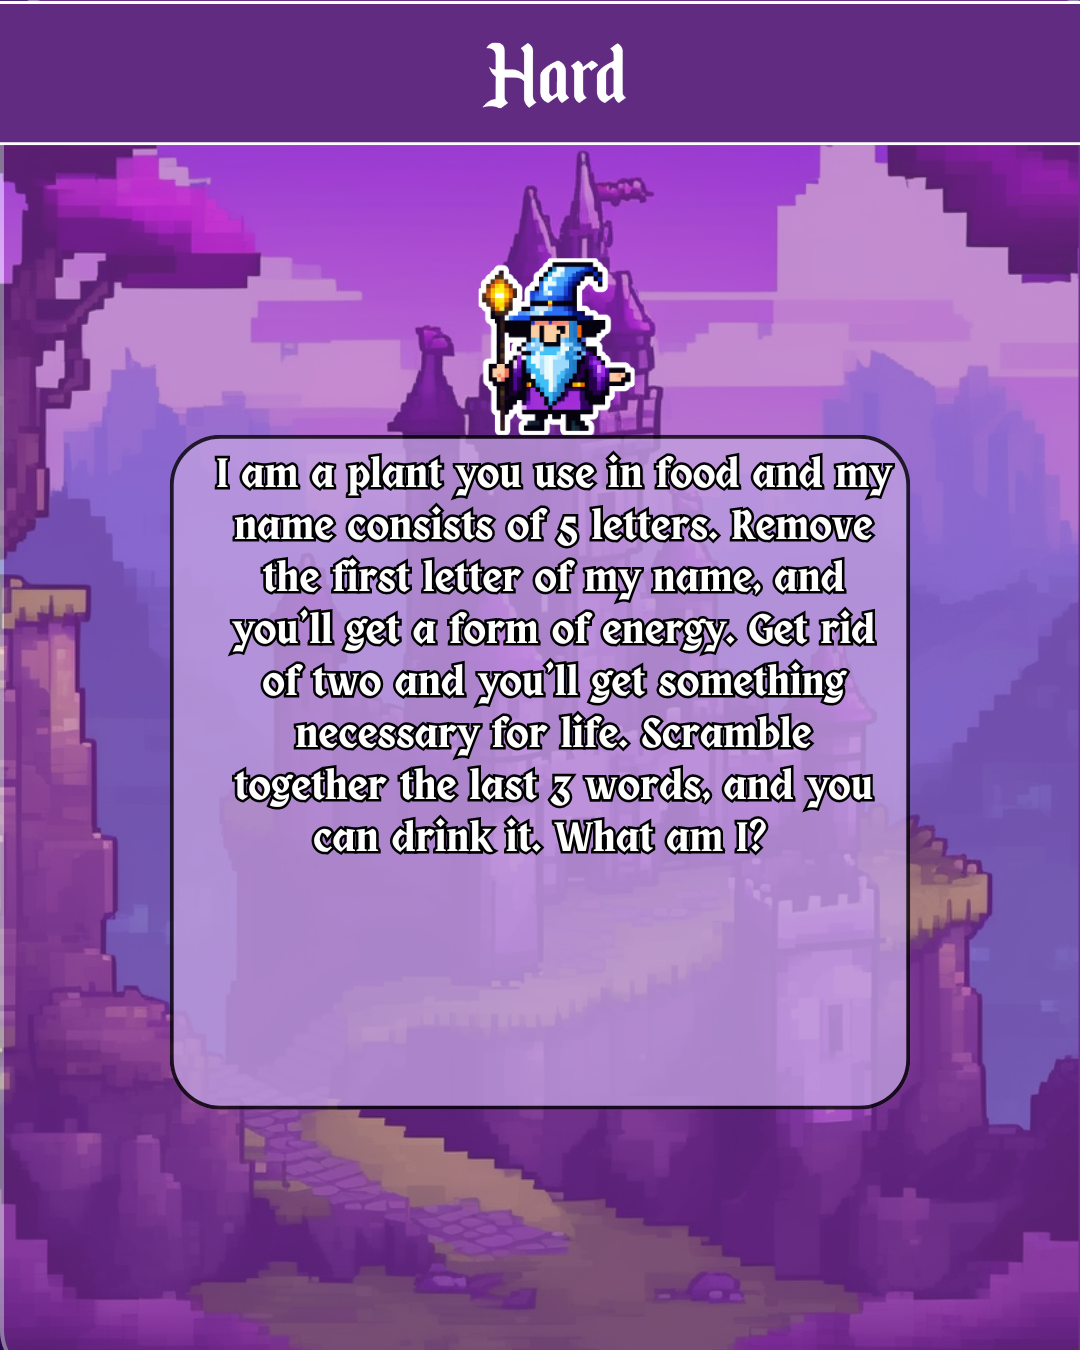 Hard
I am a plant you use in food and my
name consists of 5 letters. Remove
the first letter of my name, and
you'll get a form of energy. Get rid
of two and you'll get something
necessary for life. Scramble
together the last 3 words, and you
can drink it. What am I?